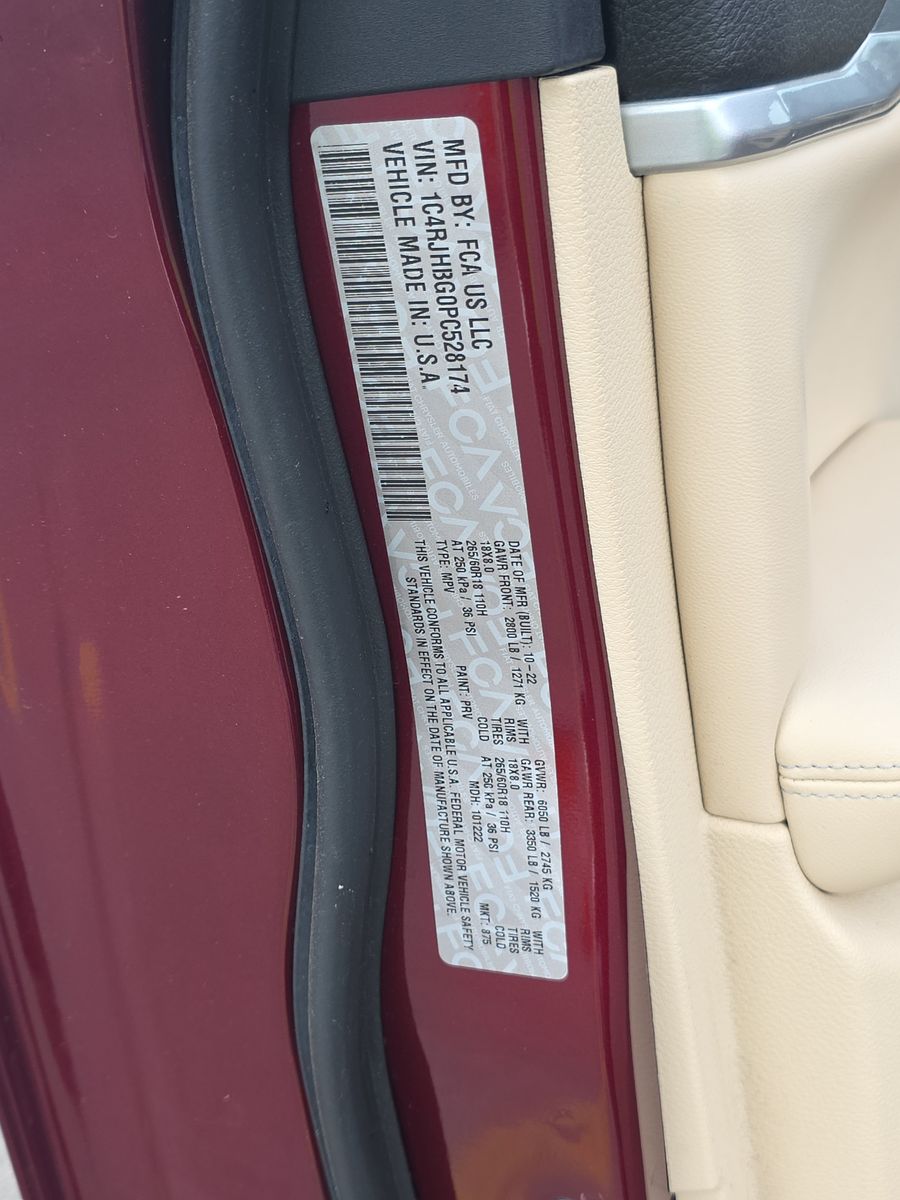 MFD BY: FCA US LLC
VIN: 1C4RJHBG0PC528174
VEHICLE MADE IN: U.S.A.
DATE OF MFR (BUILT): 10-22 GVWR: 6050 LB / 2745 KG
GAWR FRONT: 2800 LB / 1271 KG WITH GAWR REAR: 3350 LB / 1520 KG WITH
18X8.0 RIMS 18X8.0 RIMS
265/60R18 110H TIRES 265/60R18 110H TIRES
AT 250 kPa / 36 PSI COLD AT 250 kPa / 36 PSI COLD
TYPE: MPV PAINT: PRV MDH: 101222 MKT: 875
THIS VEHICLE CONFORMS TO ALL APPLICABLE U.S.A. FEDERAL MOTOR VEHICLE SAFETY
STANDARDS IN EFFECT ON THE DATE OF MANUFACTURE SHOWN ABOVE.
FCA
FIAT CHRYSLER AUTOMOBILES